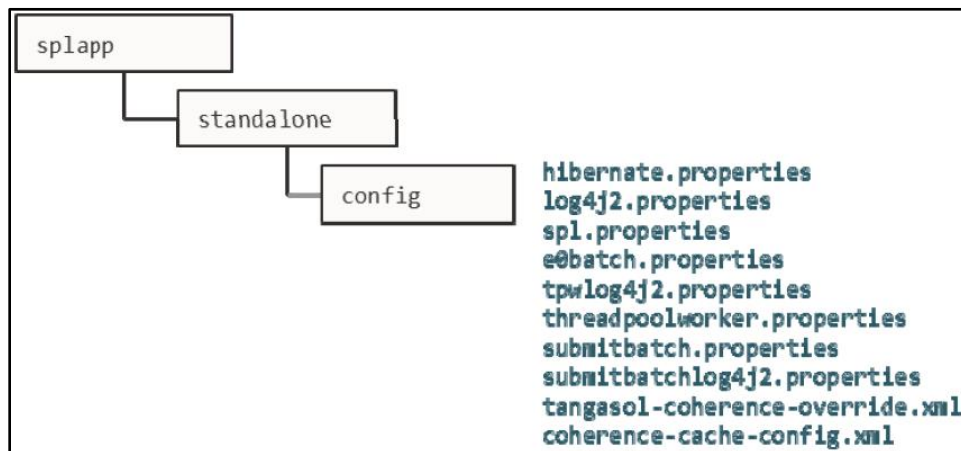 splapp
standalone
config
hibernate.properties
log4j2.properties
spl.properties
e0batch.properties
tpwlog4j2.properties
threadpoolworker.properties
submitbatch.properties
submitbatchlog4j2.properties
tangasol-coherence-override.xml
coherence-cache-config.xml